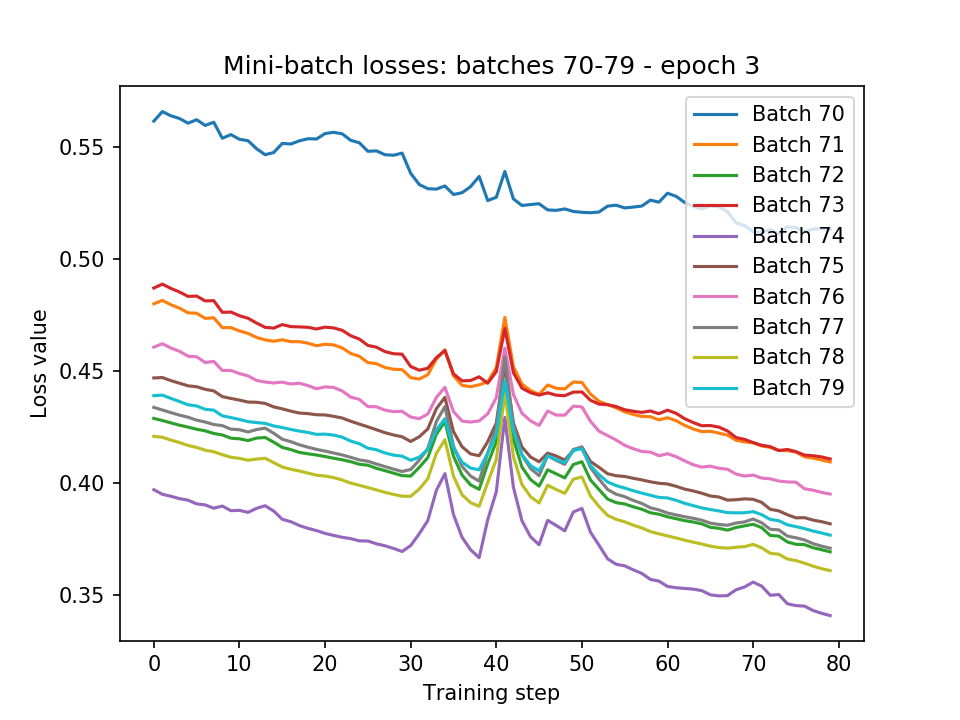 Mini-batch losses: batches 70-79 - epoch 3
Loss value
0.55
0.50
0.45
0.40
0.35
Batch 70
Batch 71
Batch 72
Batch 73
Batch 74
Batch 75
Batch 76
Batch 77
Batch 78
Batch 79
0 10 20 30 40 50 60 70 80
Training step